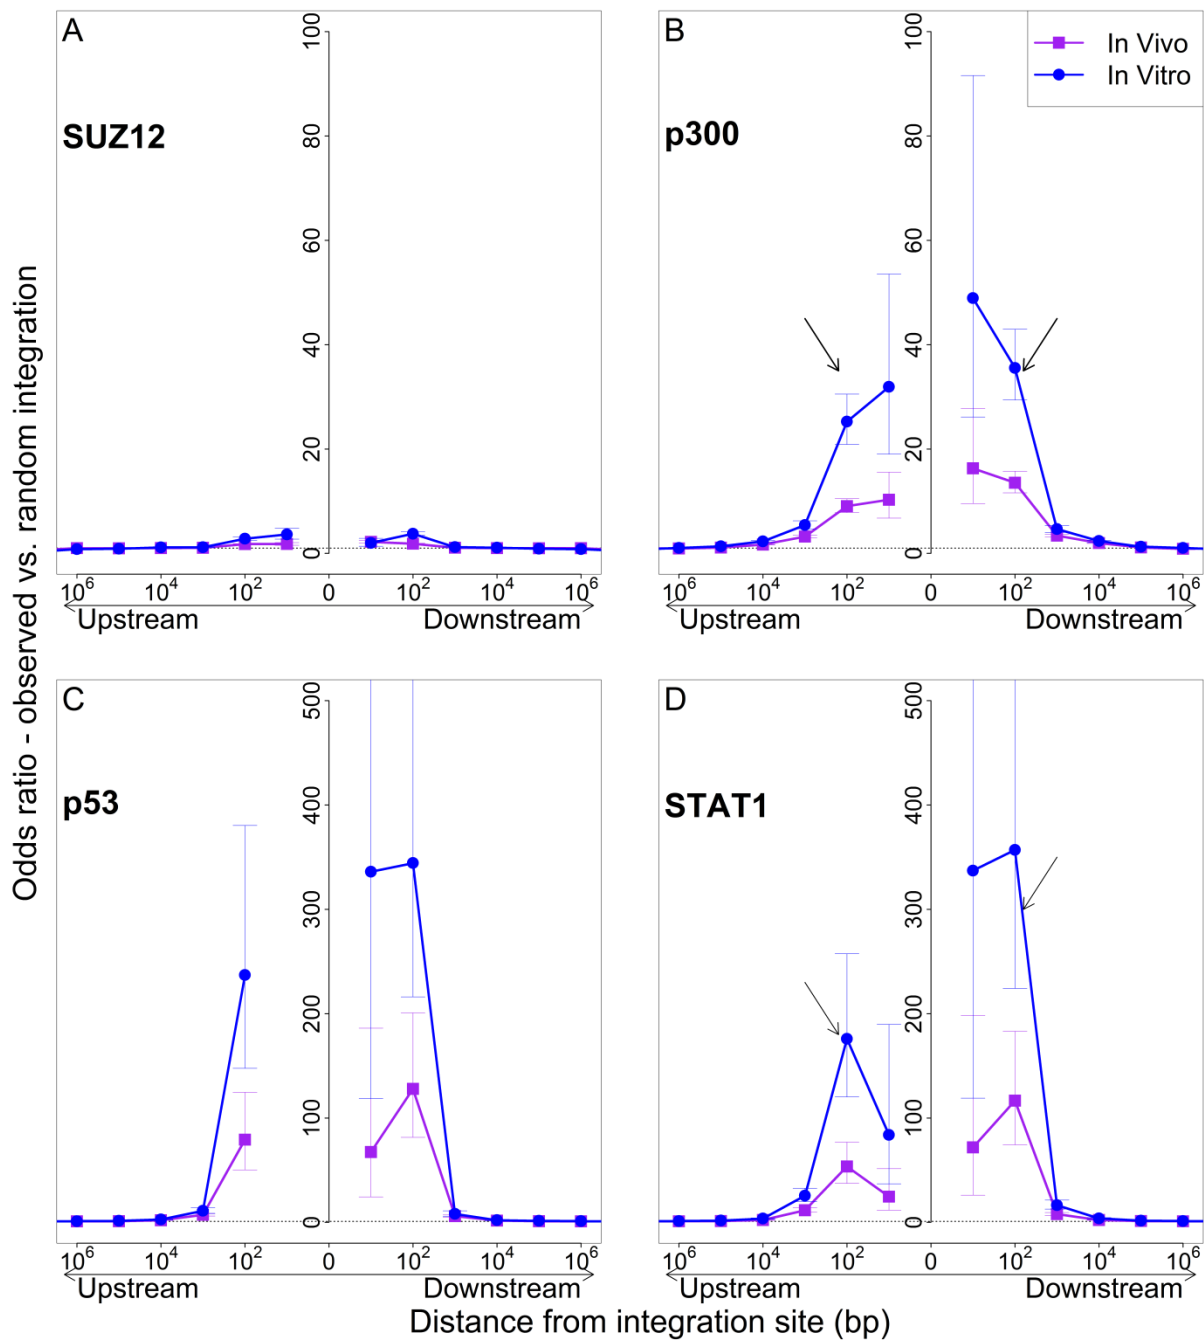 Odds ratio - observed vs. random integration
A
SUZ12
0 20 40 60 80 100
10^6 10^4 10^2 0 10^2 10^4 10^6
Upstream Downstream
B
p300
In Vivo
In Vitro
0 20 40 60 80 100
10^6 10^4 10^2 0 10^2 10^4 10^6
Upstream Downstream
C
p53
0 100 200 300 400 500
10^6 10^4 10^2 0 10^2 10^4 10^6
Upstream Downstream
D
STAT1
0 100 200 300 400 500
10^6 10^4 10^2 0 10^2 10^4 10^6
Upstream Downstream
Distance from integration site (bp)